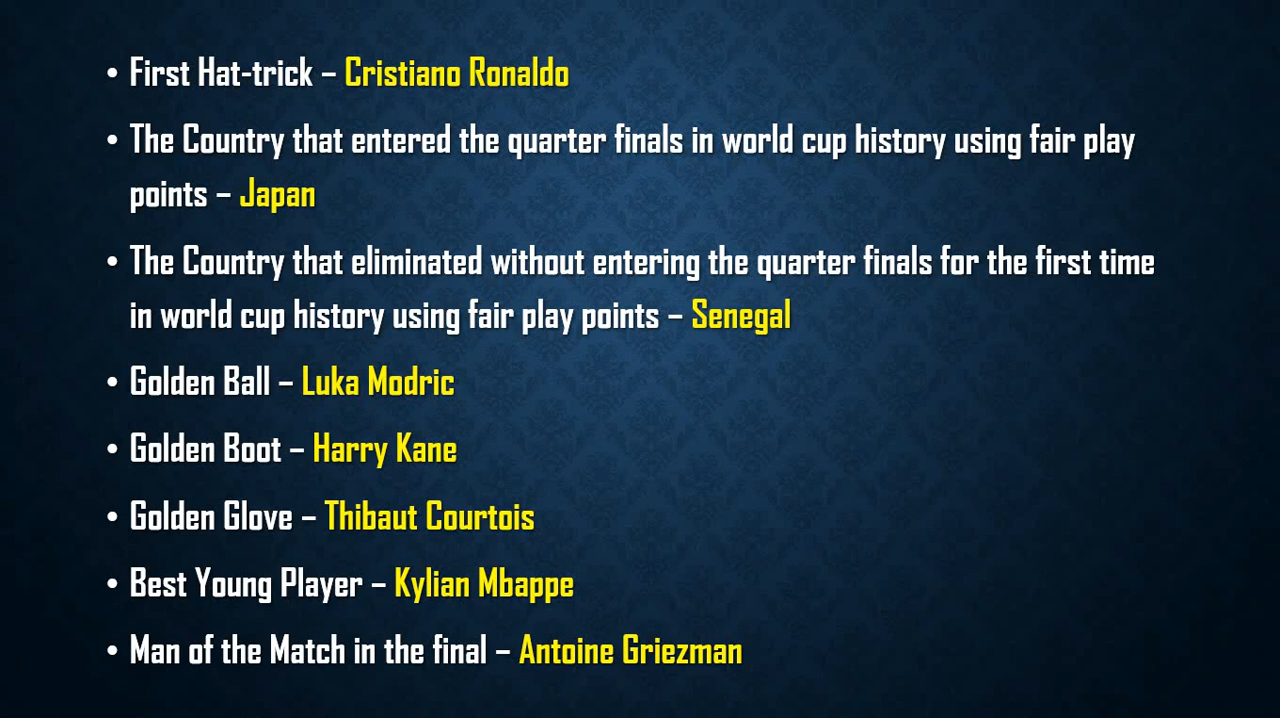 • First Hat-trick – Cristiano Ronaldo
• The Country that entered the quarter finals in world cup history using fair play
points – Japan
• The Country that eliminated without entering the quarter finals for the first time
in world cup history using fair play points – Senegal
• Golden Ball – Luka Modric
• Golden Boot – Harry Kane
• Golden Glove – Thibaut Courtois
• Best Young Player – Kylian Mbappe
• Man of the Match in the final – Antoine Griezman